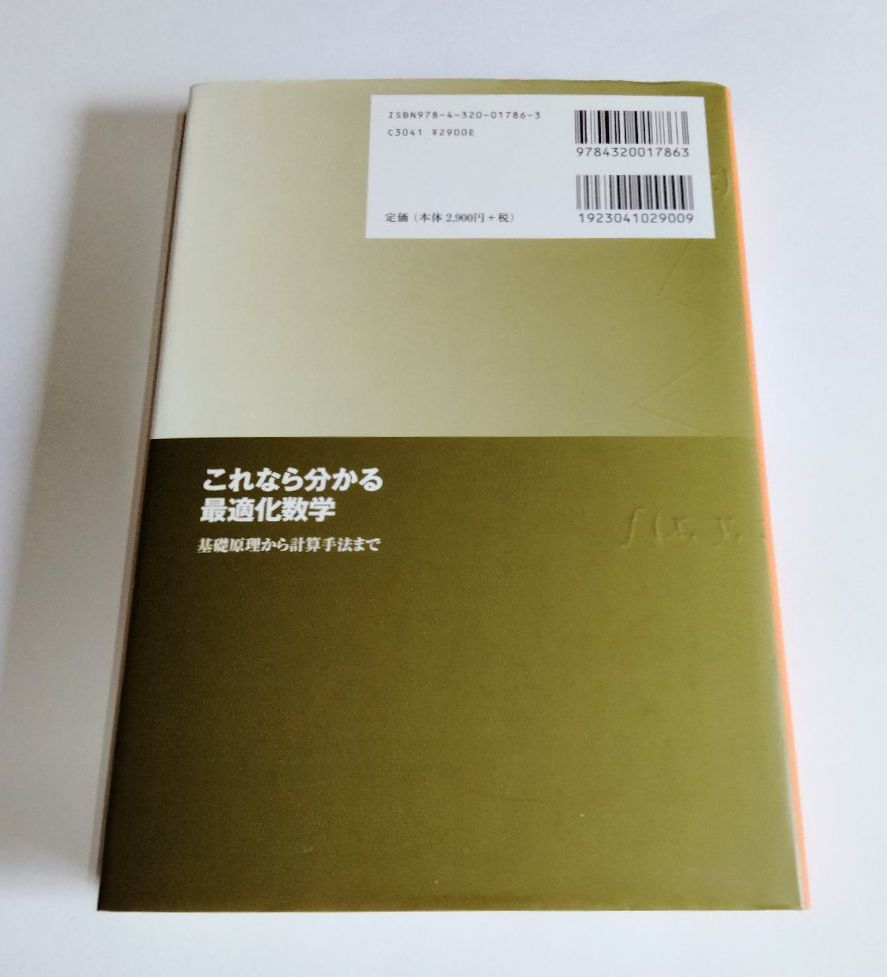 ISBN978-4-320-01786-3
C3041 ¥2900E
9784320017863
定価（本体 2,900円＋税）
1923041029009
これなら分かる
最適化数学
基礎原理から計算手法まで
f(x, y,